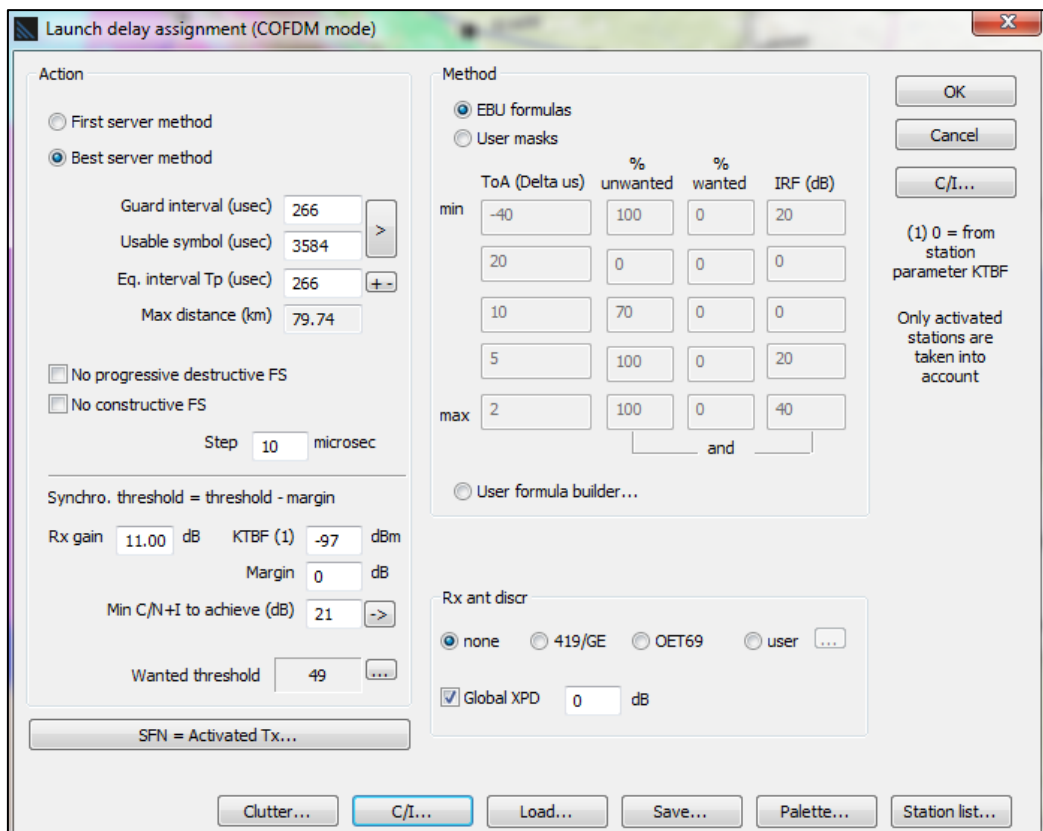 Launch delay assignment (COFDM mode)
Action
First server method
Best server method
Guard interval (usec) 266 >
Usable symbol (usec) 3584
Eq. interval Tp (usec) 266 + -
Max distance (km) 79.74
No progressive destructive FS
No constructive FS
Step 10 microsec
Synchro. threshold = threshold - margin
Rx gain 11.00 dB KTBF (1) -97 dBm
Margin 0 dB
Min C/N+I to achieve (dB) 21 ->
Wanted threshold 49 ...
SFN = Activated Tx...
Method
EBU formulas
User masks
% %
ToA (Delta us) unwanted wanted IRF (dB)
min -40 100 0 20
20 0 0 0
10 70 0 0
5 100 0 20
max 2 100 0 40
and
User formula builder...
Rx ant discr
none 419/GE OET69 user ...
Global XPD 0 dB
OK
Cancel
C/I...
(1) 0 = from
station
parameter KTBF
Only activated
stations are
taken into
account
Clutter... C/I... Load... Save... Palette... Station list...